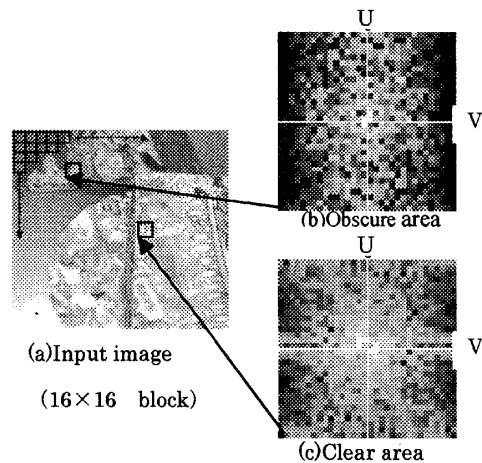 U
V
(b)Obscure area
U
V
(a)Input image
(16×16 block)
(c)Clear area